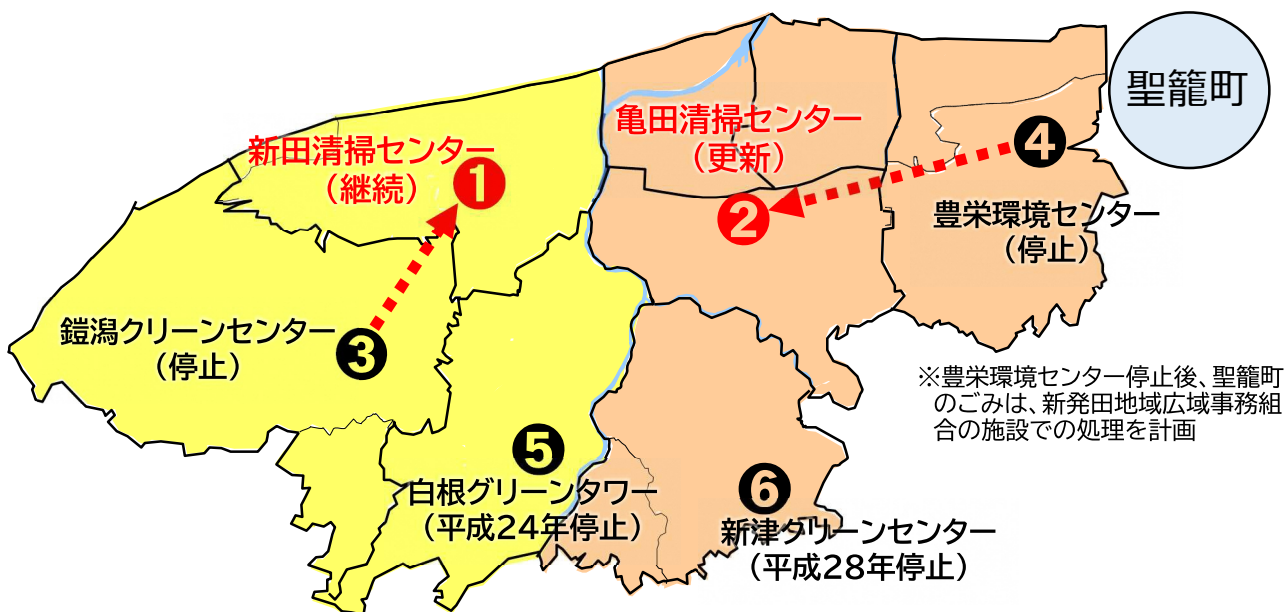 聖籠町
亀田清掃センター
（更新）
新田清掃センター
（継続）
❶
❷
❹
豊栄環境センター
（停止）
鎧潟クリーンセンター
（停止）
❸
※豊栄環境センター停止後、聖籠町
のごみは、新発田地域広域事務組
合の施設での処理を計画
❺
白根グリーンタワー
（平成24年停止）
❻
新津クリーンセンター
（平成28年停止）